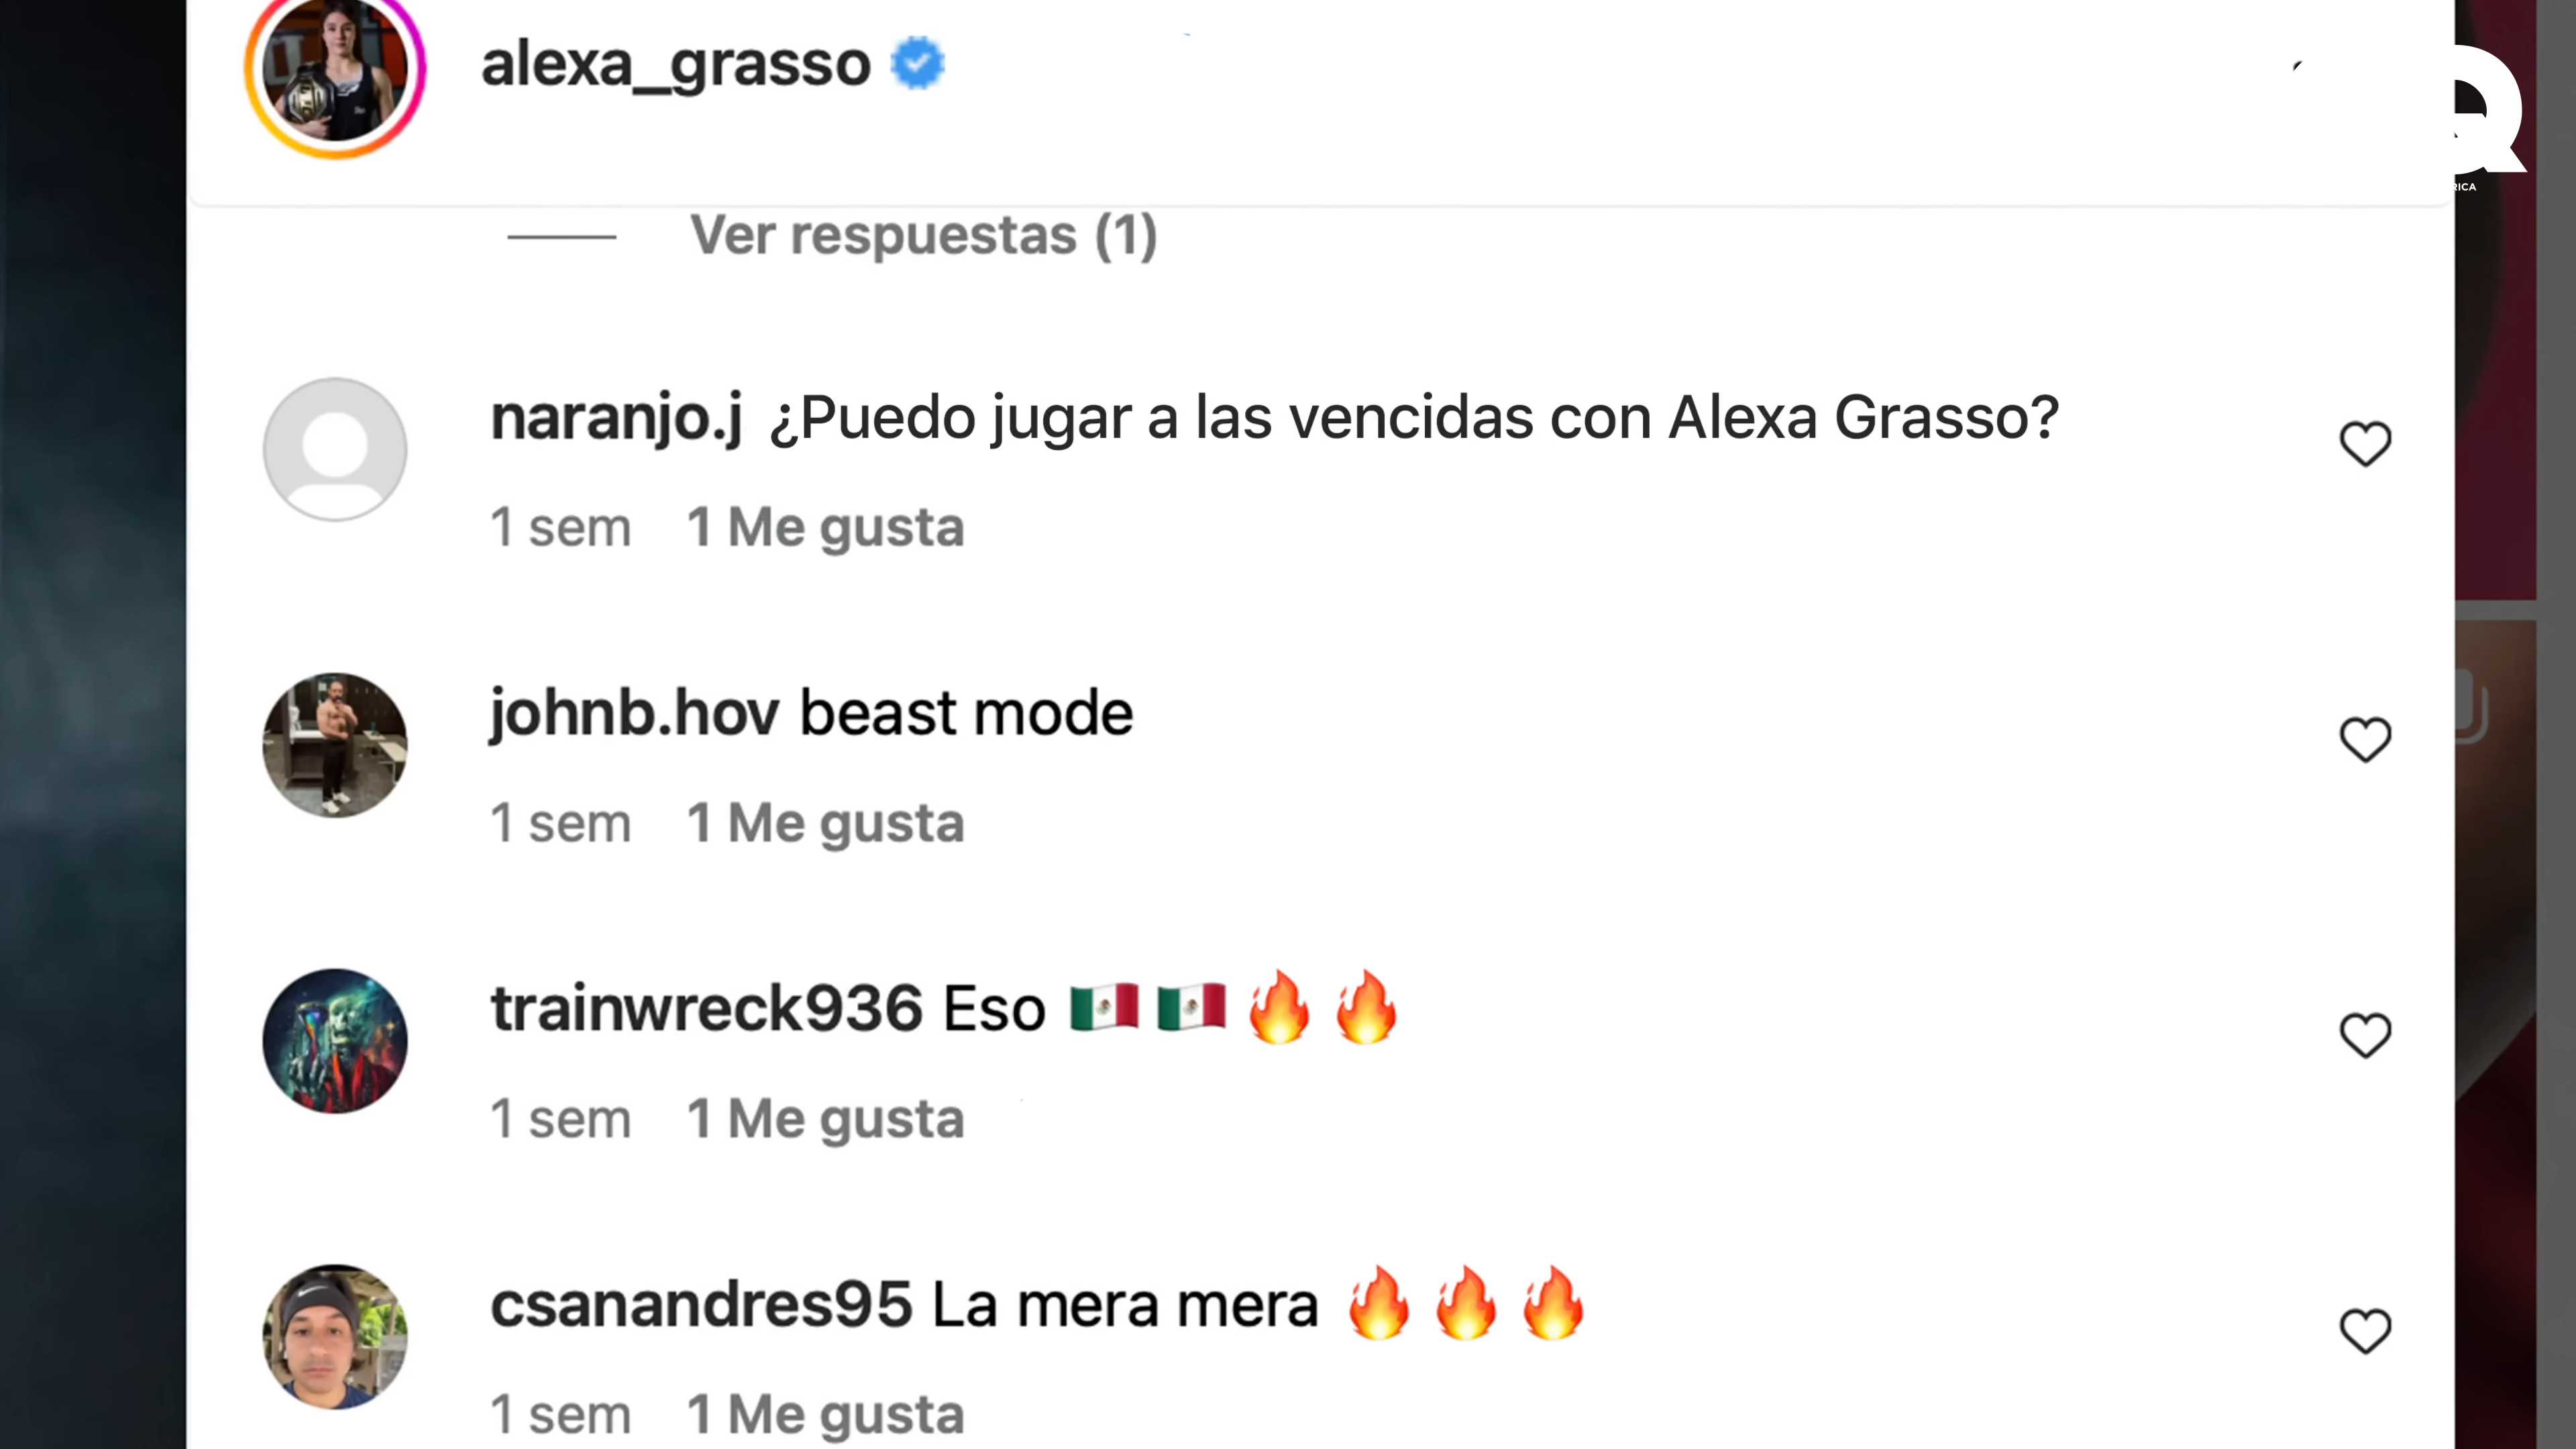 alexa_grasso
Ver respuestas (1)
naranjo.j ¿Puedo jugar a las vencidas con Alexa Grasso?
1 sem 1 Me gusta
johnb.hov beast mode
1 sem 1 Me gusta
trainwreck936 Eso 🇲🇽 🇲🇽 🔥 🔥
1 sem 1 Me gusta
csanandres95 La mera mera 🔥 🔥 🔥
1 sem 1 Me gusta